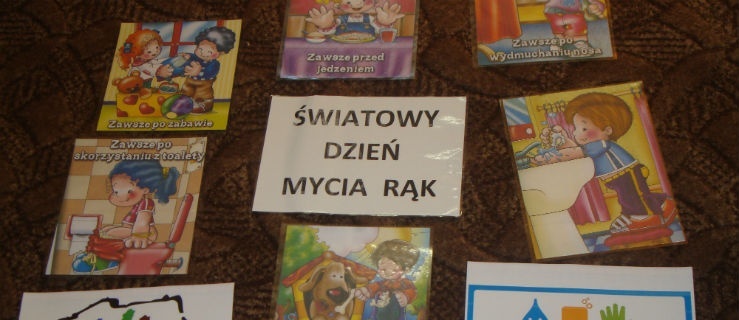 Zawsze po zabawie
Zawsze przed
jedzeniem
Zawsze po
wydmuchaniu nosa
Zawsze po
skorzystaniu z toalety
ŚWIATOWY
DZIEŃ
MYCIA RĄK